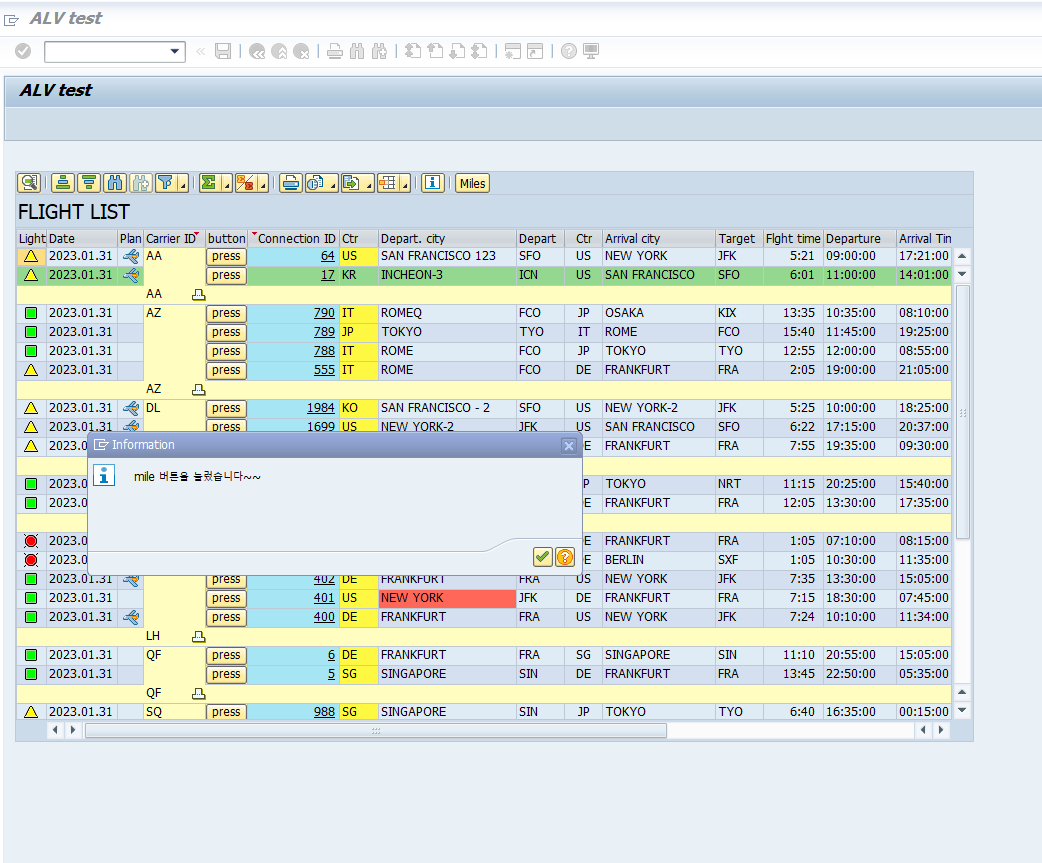 ALV test
ALV test
Miles
FLIGHT LIST
Light Date Plan Carrier ID button Connection ID Ctr Depart. city Depart Ctr Arrival city Target Flght time Departure Arrival Tin
2023.01.31 AA press 64 US SAN FRANCISCO 123 SFO US NEW YORK JFK 5:21 09:00:00 17:21:00
2023.01.31 press 17 KR INCHEON-3 ICN US SAN FRANCISCO SFO 6:01 11:00:00 14:01:00
AA
2023.01.31 AZ press 790 IT ROMEQ FCO JP OSAKA KIX 13:35 10:35:00 08:10:00
2023.01.31 press 789 JP TOKYO TYO IT ROME FCO 15:40 11:45:00 19:25:00
2023.01.31 press 788 IT ROME FCO JP TOKYO TYO 12:55 12:00:00 08:55:00
2023.01.31 press 555 IT ROME FCO DE FRANKFURT FRA 2:05 19:00:00 21:05:00
AZ
2023.01.31 DL press 1984 KO SAN FRANCISCO - 2 SFO US NEW YORK-2 JFK 5:25 10:00:00 18:25:00
2023.01.31 press 1699 US NEW YORK-2 JFK US SAN FRANCISCO SFO 6:22 17:15:00 20:37:00
2023.0 E FRANKFURT FRA 7:55 19:35:00 09:30:00
Information
mile 버튼을 눌렀습니다~~
2023.0 P TOKYO NRT 11:15 20:25:00 15:40:00
2023.0 E FRANKFURT FRA 12:05 13:30:00 17:35:00
2023.0 E FRANKFURT FRA 1:05 07:10:00 08:15:00
2023.0 E BERLIN SXF 1:05 10:30:00 11:35:00
2023.01.31 press 402 DE FRANKFURT FRA US NEW YORK JFK 7:35 13:30:00 15:05:00
2023.01.31 press 401 US NEW YORK JFK DE FRANKFURT FRA 7:15 18:30:00 07:45:00
2023.01.31 press 400 DE FRANKFURT FRA US NEW YORK JFK 7:24 10:10:00 11:34:00
LH
2023.01.31 QF press 6 DE FRANKFURT FRA SG SINGAPORE SIN 11:10 20:55:00 15:05:00
2023.01.31 press 5 SG SINGAPORE SIN DE FRANKFURT FRA 13:45 22:50:00 05:35:00
QF
2023.01.31 SQ press 988 SG SINGAPORE SIN JP TOKYO TYO 6:40 16:35:00 00:15:00